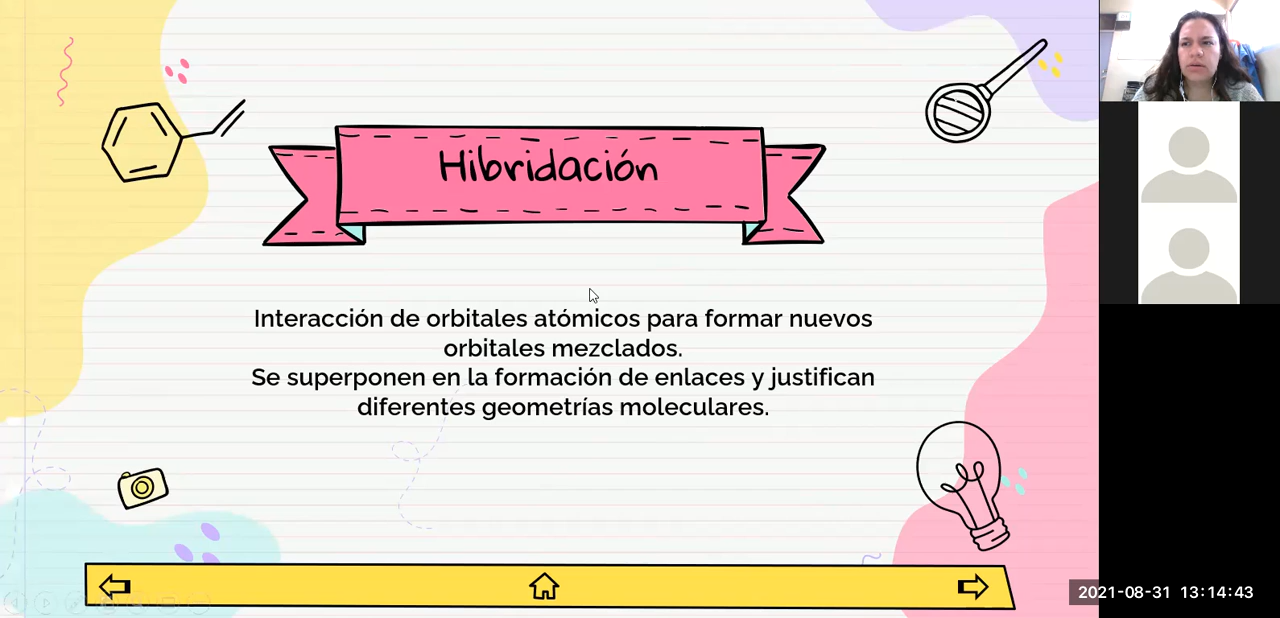 Hibridación
Interacción de orbitales atómicos para formar nuevos
orbitales mezclados.
Se superponen en la formación de enlaces y justifican
diferentes geometrías moleculares.
2021-08-31 13:14:43